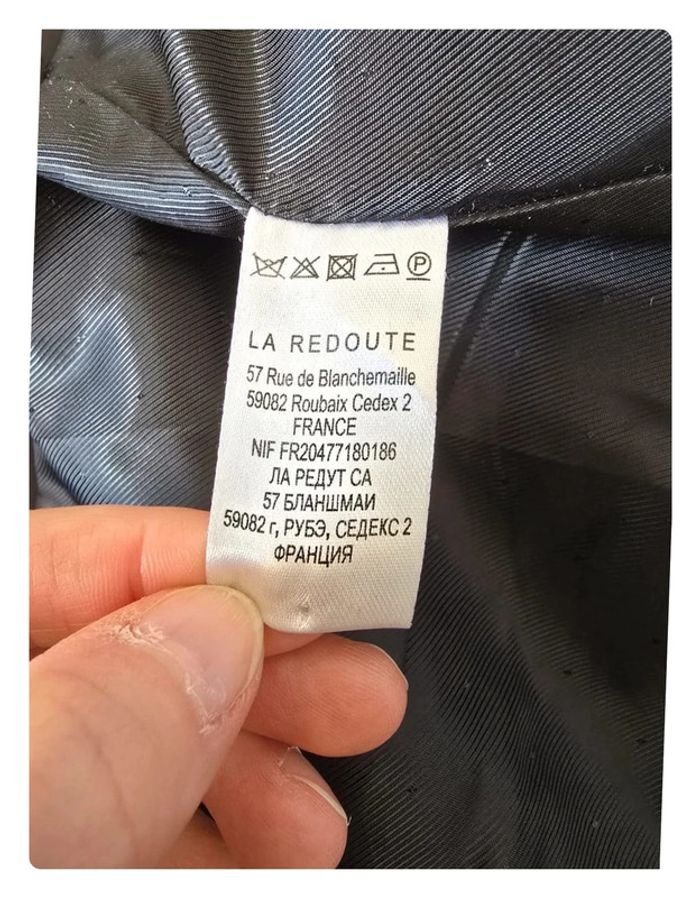 P
LA REDOUTE
57 Rue de Blanchemaille
59082 Roubaix Cedex 2
FRANCE
NIF FR20477180186
ЛА РЕДУТ СА
57 БЛАНШМАИ
59082 г, РУБЭ, СЕДЕКС 2
ФРАНЦИЯ